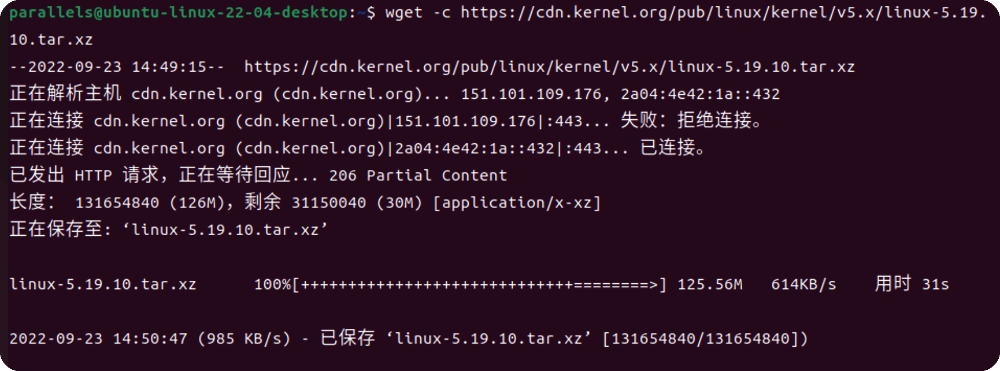 parallels@ubuntu-linux-22-04-desktop:~$ wget -c https://cdn.kernel.org/pub/linux/kernel/v5.x/linux-5.19.
10.tar.xz
--2022-09-23 14:49:15--  https://cdn.kernel.org/pub/linux/kernel/v5.x/linux-5.19.10.tar.xz
正在解析主机 cdn.kernel.org (cdn.kernel.org)... 151.101.109.176, 2a04:4e42:1a::432
正在连接 cdn.kernel.org (cdn.kernel.org)|151.101.109.176|:443... 失败：拒绝连接。
正在连接 cdn.kernel.org (cdn.kernel.org)|2a04:4e42:1a::432|:443... 已连接。
已发出 HTTP 请求，正在等待回应... 206 Partial Content
长度： 131654840 (126M)，剩余 31150040 (30M) [application/x-xz]
正在保存至: ‘linux-5.19.10.tar.xz’
linux-5.19.10.tar.xz      100%[+++++++++++++++++++++++++++++========>] 125.56M   614KB/s    用时 31s
2022-09-23 14:50:47 (985 KB/s) - 已保存 ‘linux-5.19.10.tar.xz’ [131654840/131654840])